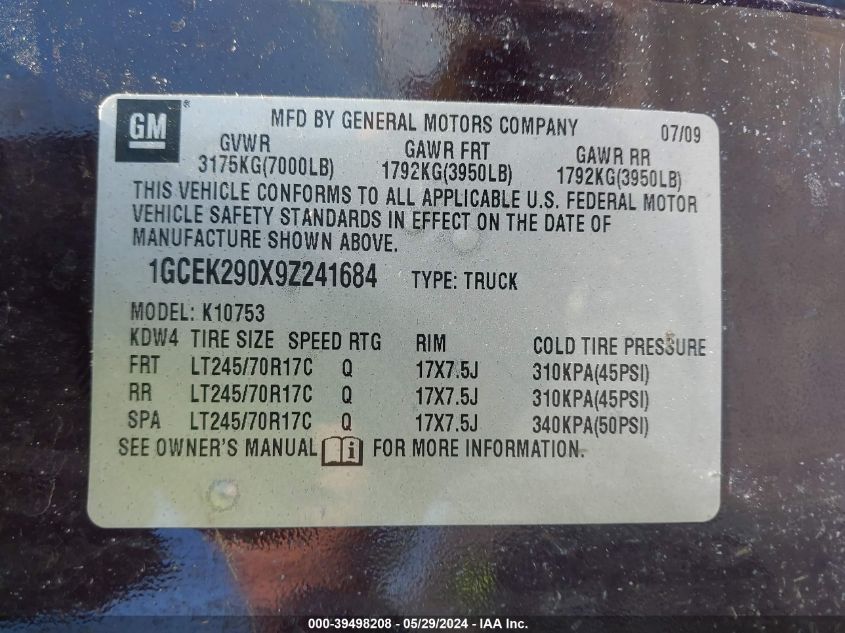 GM ® MFD BY GENERAL MOTORS COMPANY 07/09
GVWR GAWR FRT GAWR RR
3175KG(7000LB) 1792KG(3950LB) 1792KG(3950LB)
THIS VEHICLE CONFORMS TO ALL APPLICABLE U.S. FEDERAL MOTOR
VEHICLE SAFETY STANDARDS IN EFFECT ON THE DATE OF
MANUFACTURE SHOWN ABOVE.
1GCEK290X9Z241684 TYPE: TRUCK
MODEL: K10753
KDW4 TIRE SIZE SPEED RTG RIM COLD TIRE PRESSURE
FRT LT245/70R17C Q 17X7.5J 310KPA(45PSI)
RR LT245/70R17C Q 17X7.5J 310KPA(45PSI)
SPA LT245/70R17C Q 17X7.5J 340KPA(50PSI)
SEE OWNER'S MANUAL i FOR MORE INFORMATION.
000-39498208 - 05/29/2024 - IAA Inc.